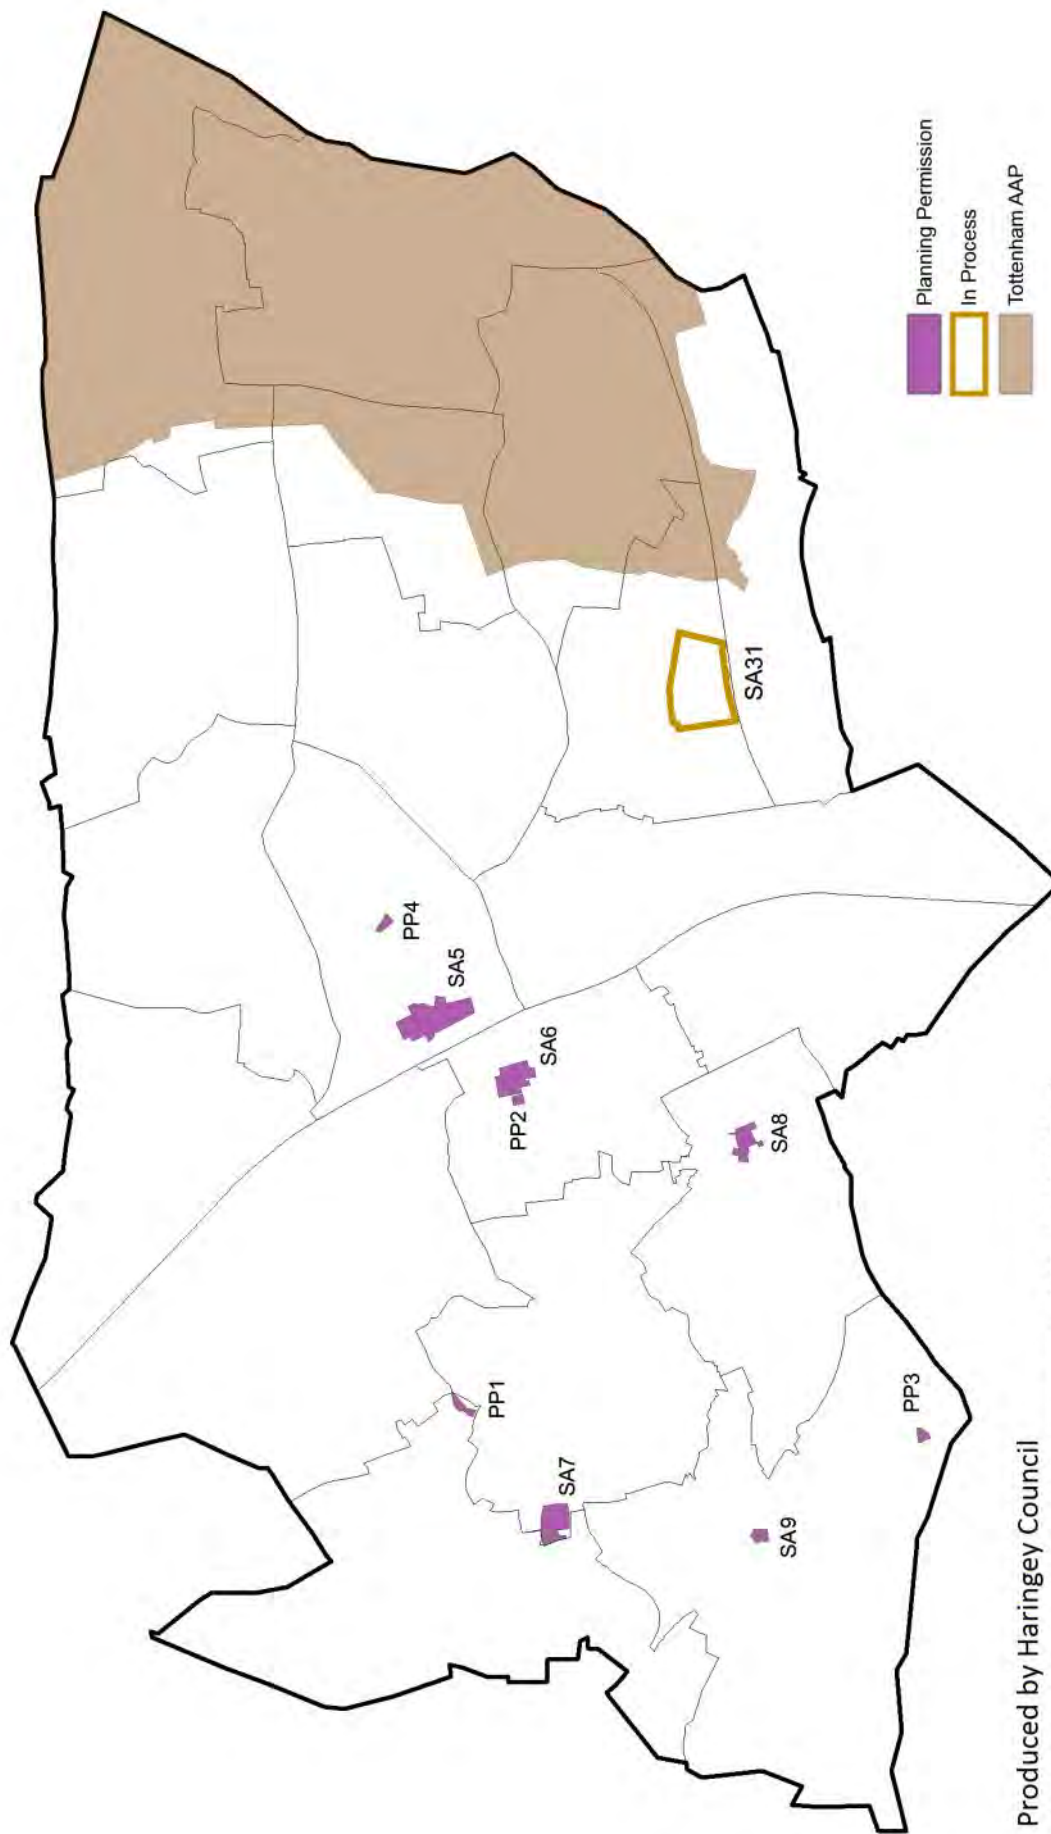 PP4
SA5
SA6
PP2
SA31
SA8
PP1
SA7
SA9
PP3
Planning Permission
In Process
Tottenham AAP
Produced by Haringey Council